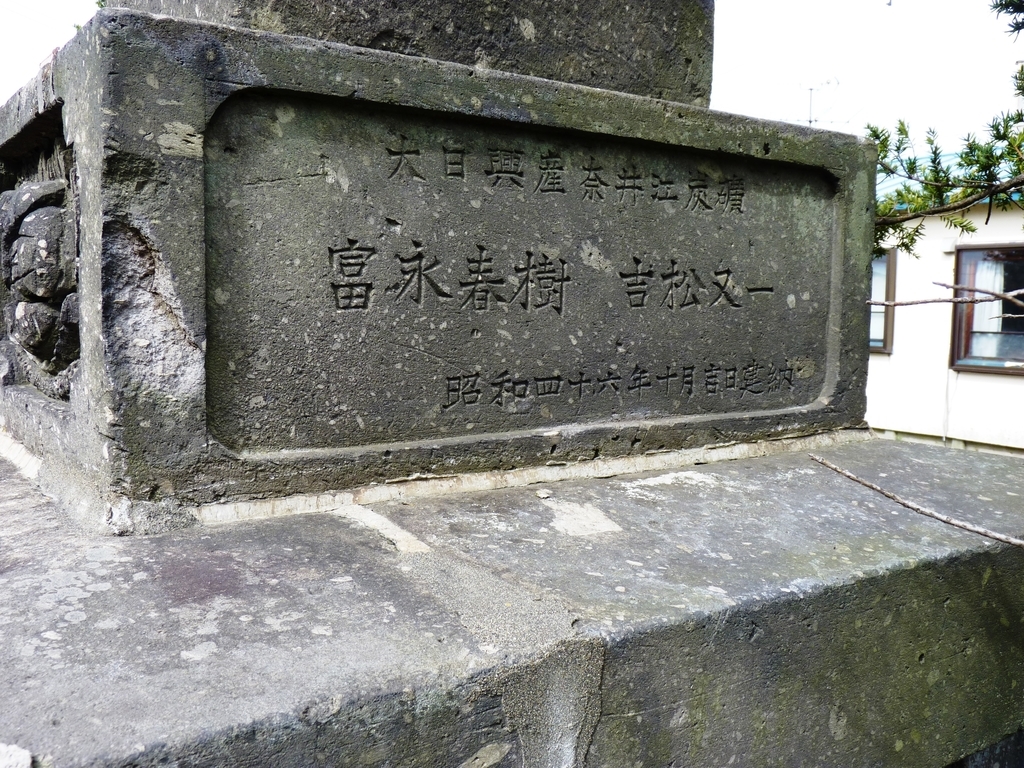 大日興産奈井江炭礦
富永春樹 吉松又一
昭和四十六年十月吉日建納